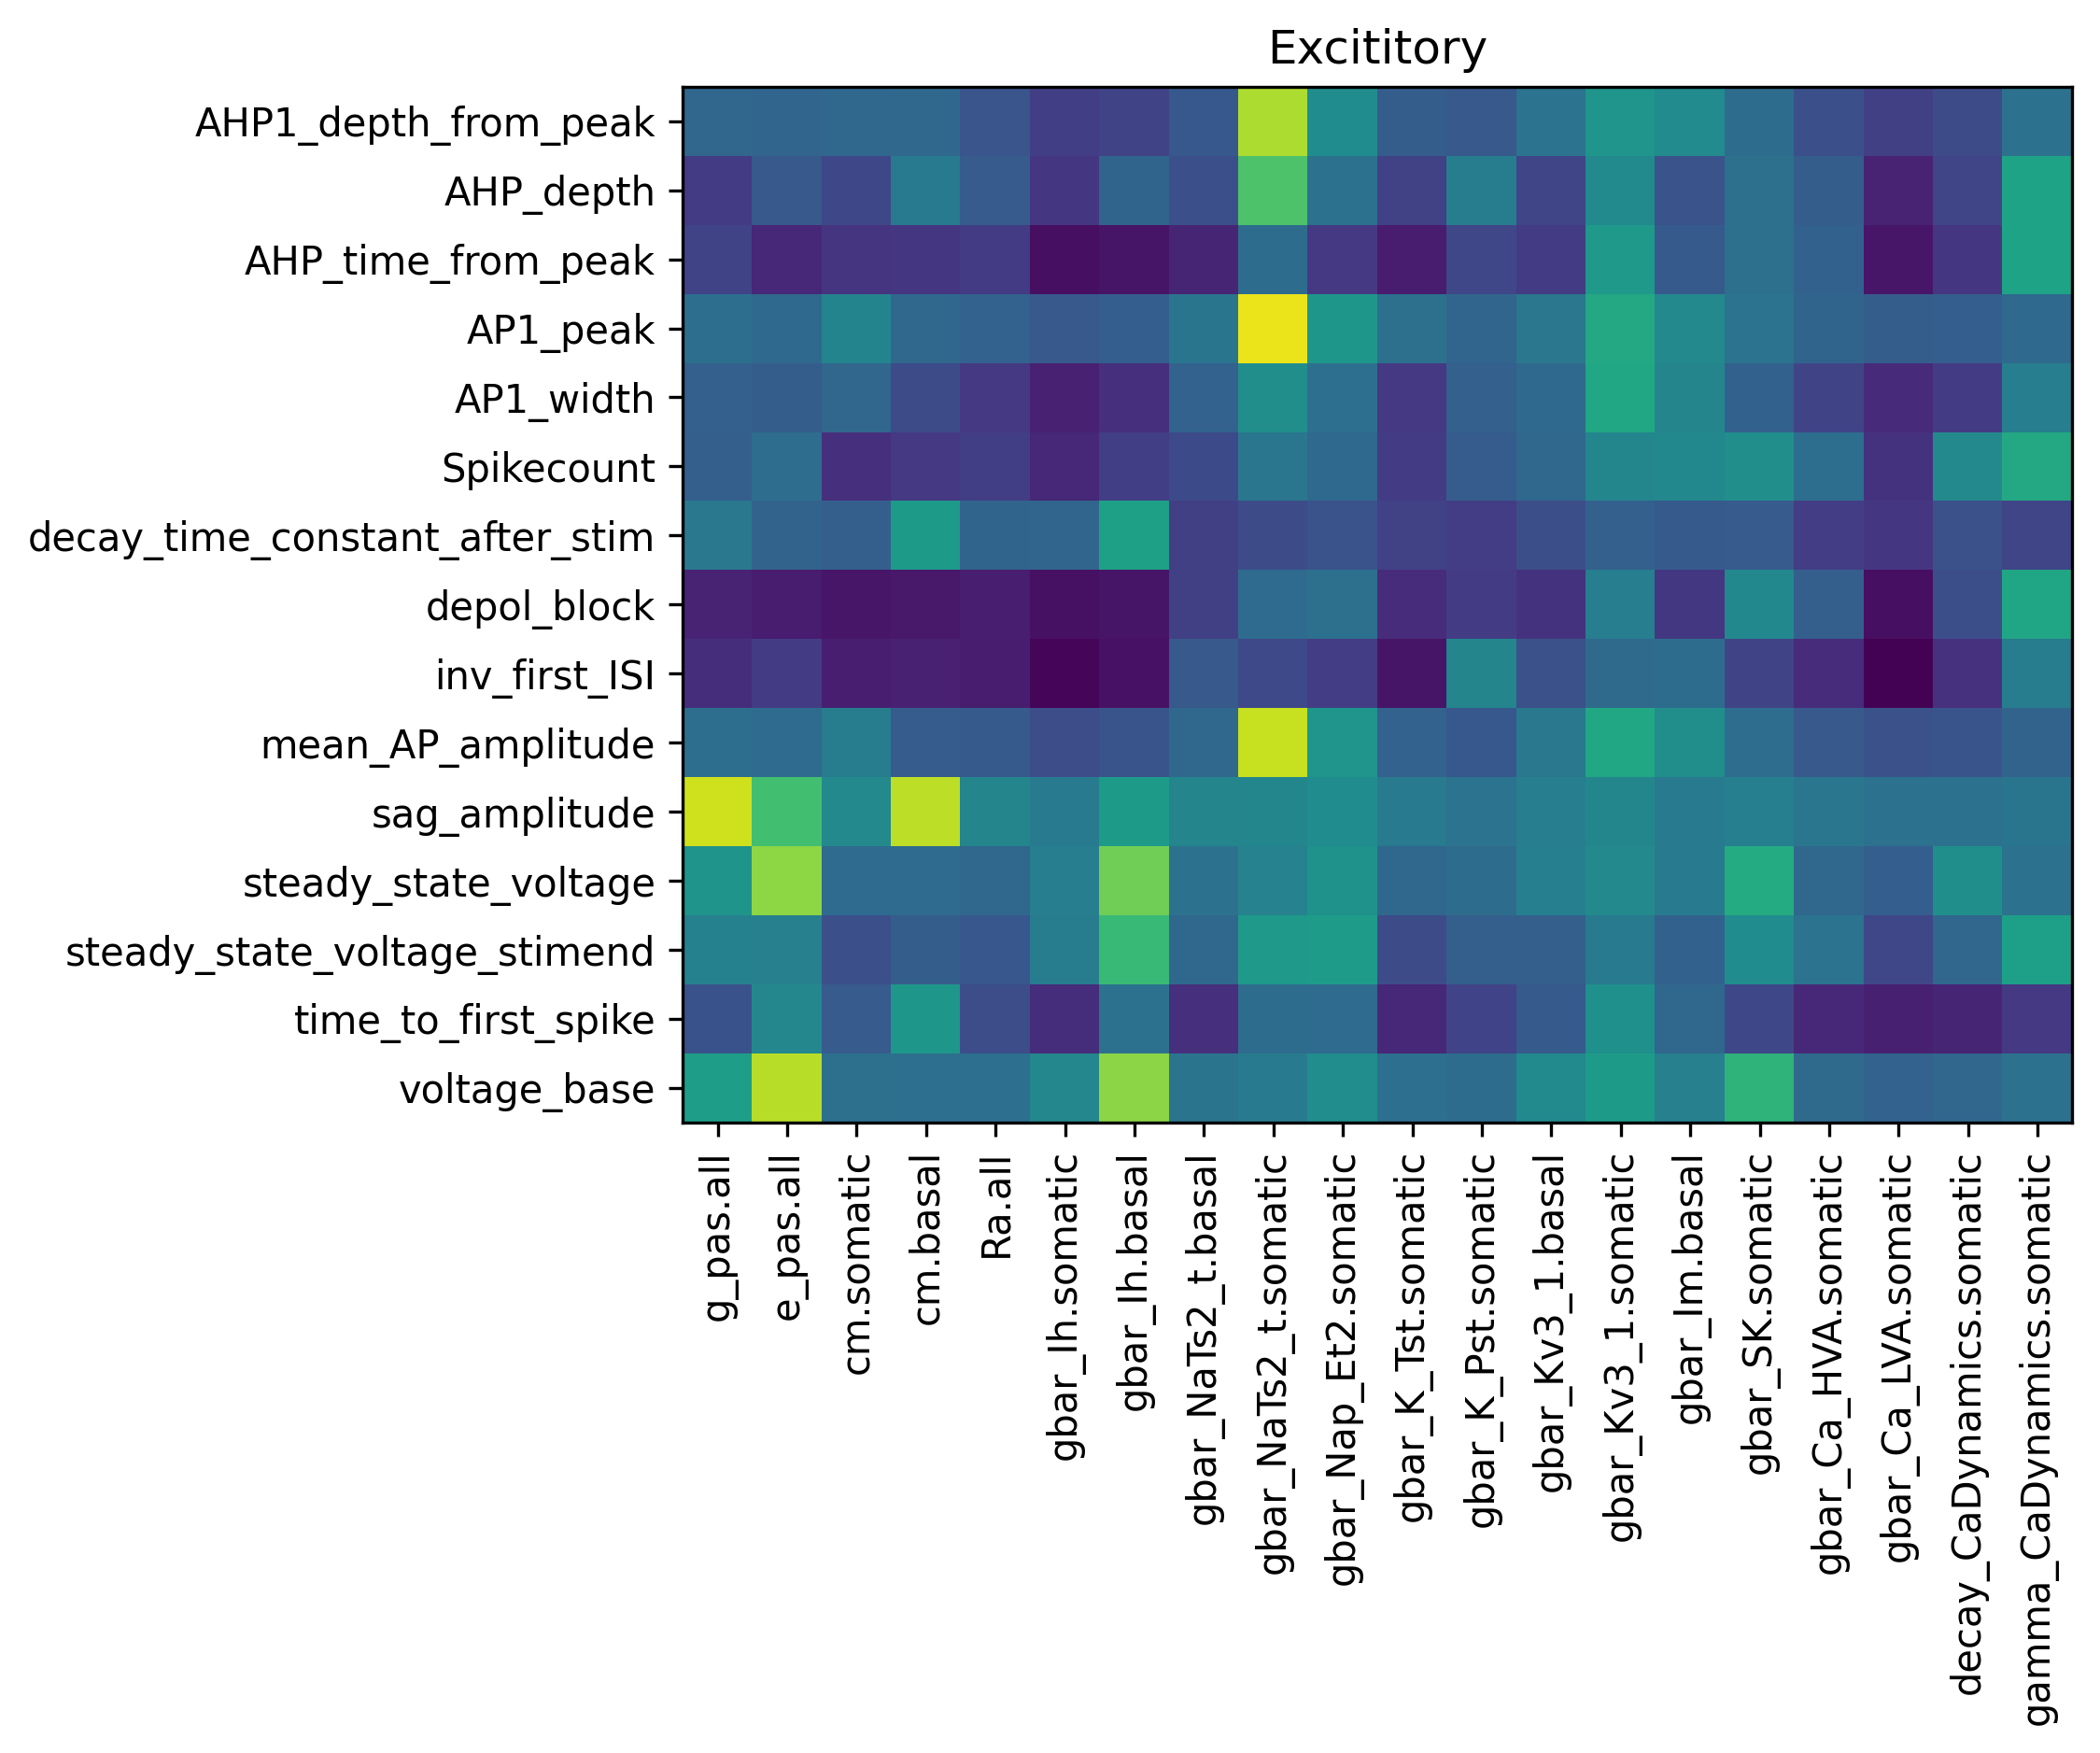 Excititory
AHP1_depth_from_peak
AHP_depth
AHP_time_from_peak
AP1_peak
AP1_width
Spikecount
decay_time_constant_after_stim
depol_block
inv_first_ISI
mean_AP_amplitude
sag_amplitude
steady_state_voltage
steady_state_voltage_stimend
time_to_first_spike
voltage_base
g_pas.all
e_pas.all
cm.somatic
cm.basal
Ra.all
gbar_Ih.somatic
gbar_Ih.basal
gbar_NaTs2_t.basal
gbar_NaTs2_t.somatic
gbar_Nap_Et2.somatic
gbar_K_Tst.somatic
gbar_K_Pst.somatic
gbar_Kv3_1.basal
gbar_Kv3_1.somatic
gbar_Im.basal
gbar_SK.somatic
gbar_Ca_HVA.somatic
gbar_Ca_LVA.somatic
decay_CaDynamics.somatic
gamma_CaDynamics.somatic